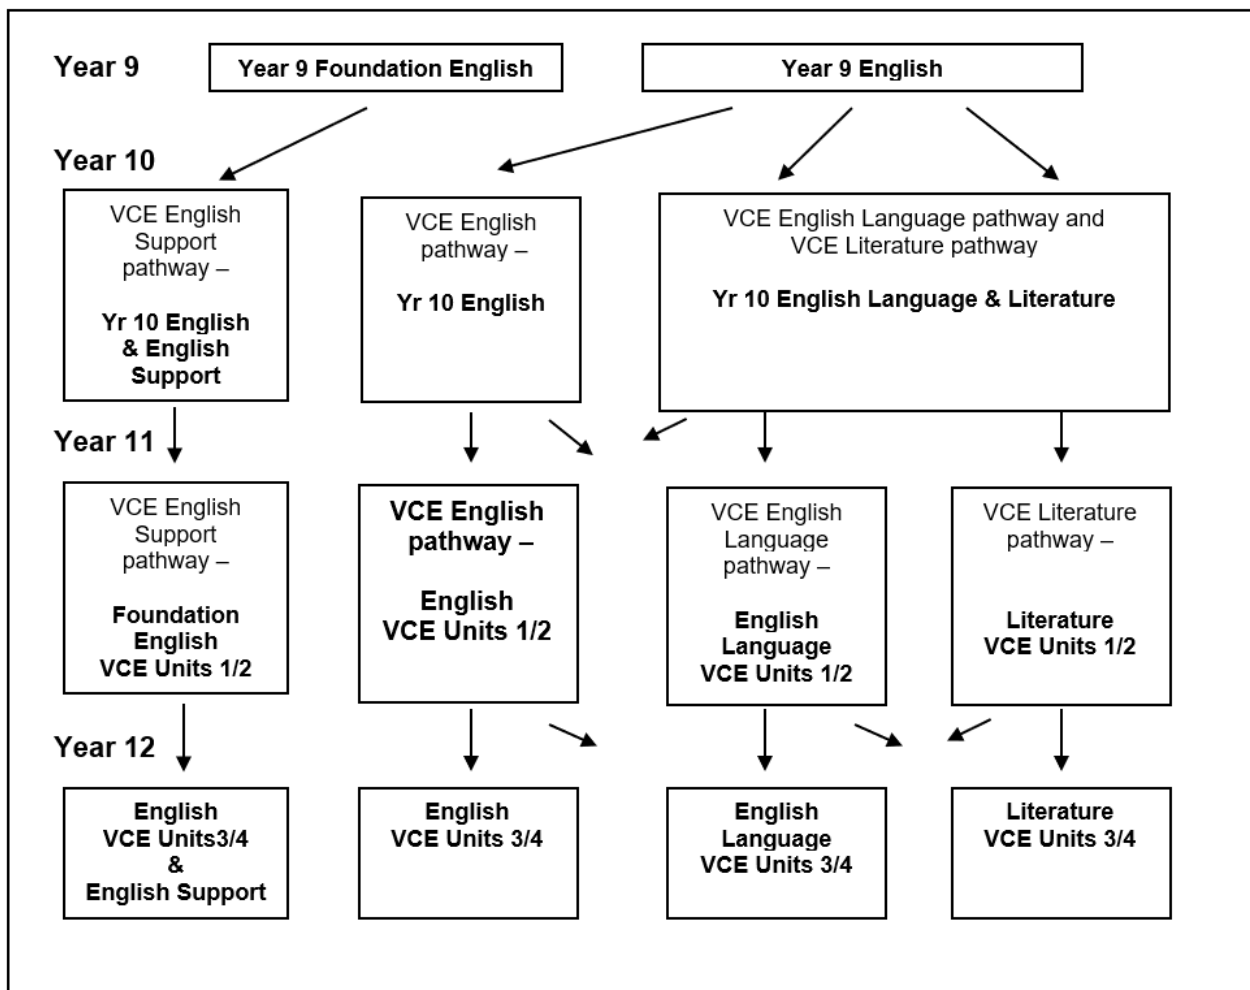 Year 9
Year 9 Foundation English
Year 9 English
Year 10
VCE English
Support
pathway –
Yr 10 English
& English
Support
VCE English
pathway –
Yr 10 English
VCE English Language pathway and
VCE Literature pathway
Yr 10 English Language & Literature
Year 11
VCE English
Support
pathway –
Foundation
English
VCE Units 1/2
VCE English
pathway –
English
VCE Units 1/2
VCE English
Language
pathway –
English
Language
VCE Units 1/2
VCE Literature
pathway –
Literature
VCE Units 1/2
Year 12
English
VCE Units3/4
&
English Support
English
VCE Units 3/4
English
Language
VCE Units 3/4
Literature
VCE Units 3/4